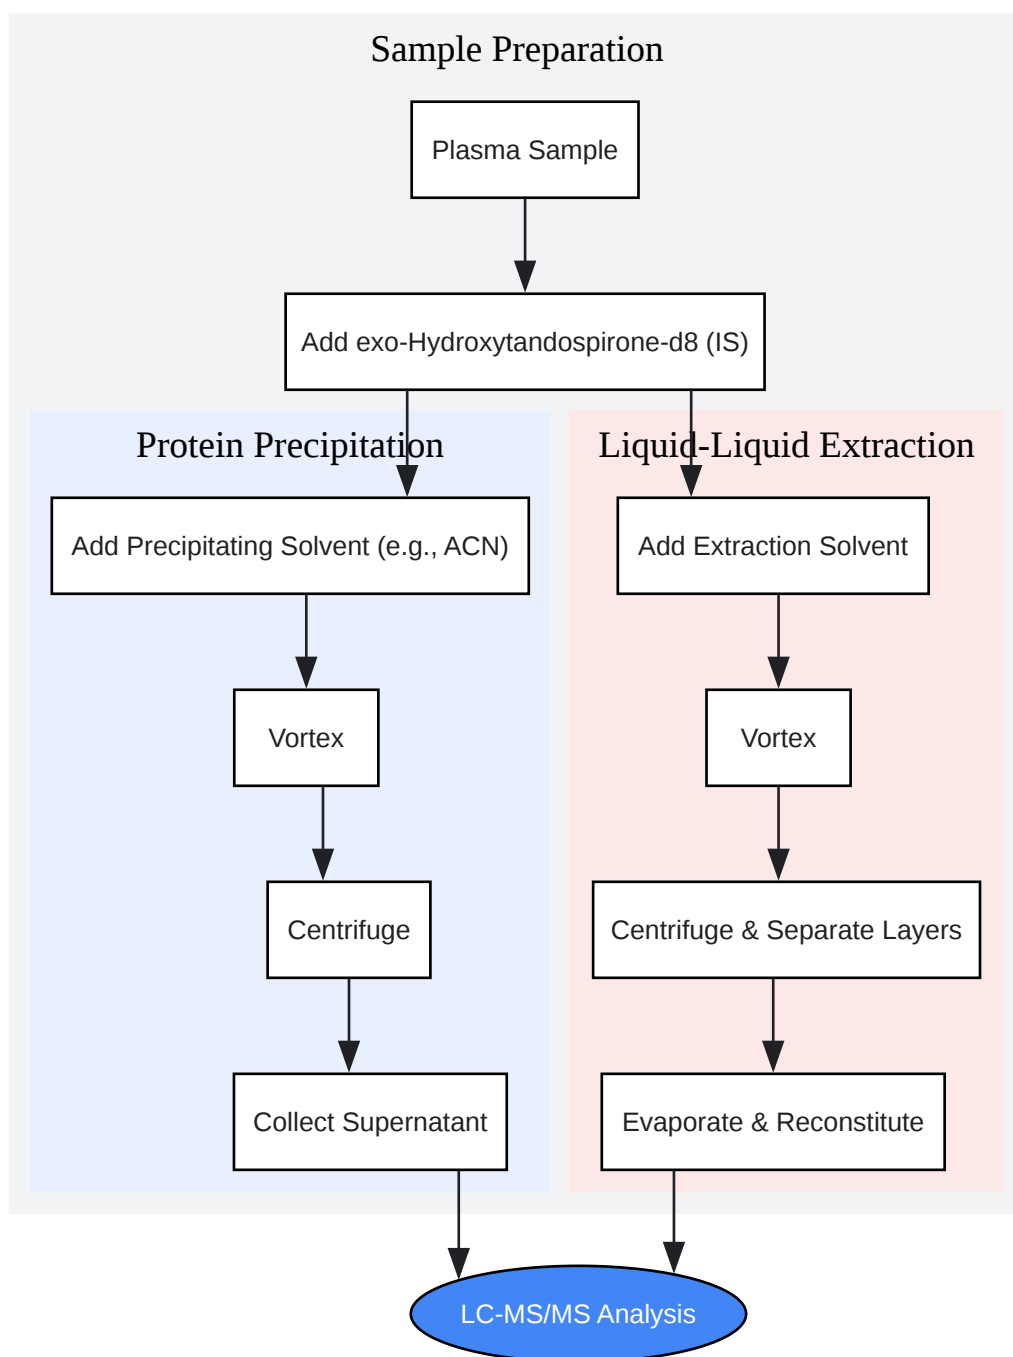 Sample Preparation
Plasma Sample
Add exo-Hydroxytandospirone-d8 (IS)
Protein Precipitation
Add Precipitating Solvent (e.g., ACN)
Vortex
Centrifuge
Collect Supernatant
Liquid-Liquid Extraction
Add Extraction Solvent
Vortex
Centrifuge & Separate Layers
Evaporate & Reconstitute
LC-MS/MS Analysis